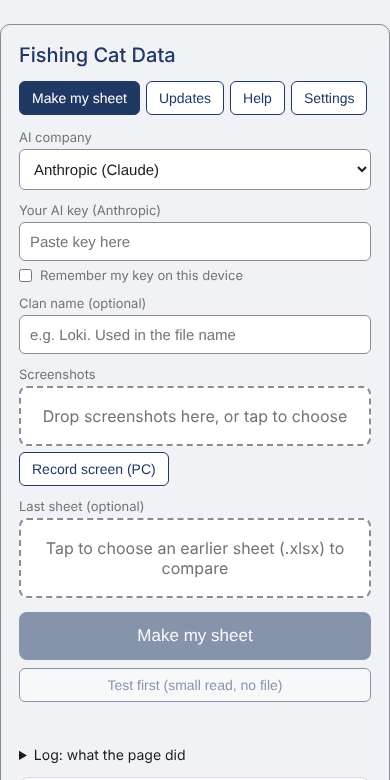 Fishing Cat Data
Make my sheet
Updates
Help
Settings
AI company
Anthropic (Claude)
Your AI key (Anthropic)
Paste key here
Remember my key on this device
Clan name (optional)
e.g. Loki. Used in the file name
Screenshots
Drop screenshots here, or tap to choose
Record screen (PC)
Last sheet (optional)
Tap to choose an earlier sheet (.xlsx) to
compare
Make my sheet
Test first (small read, no file)
Log: what the page did